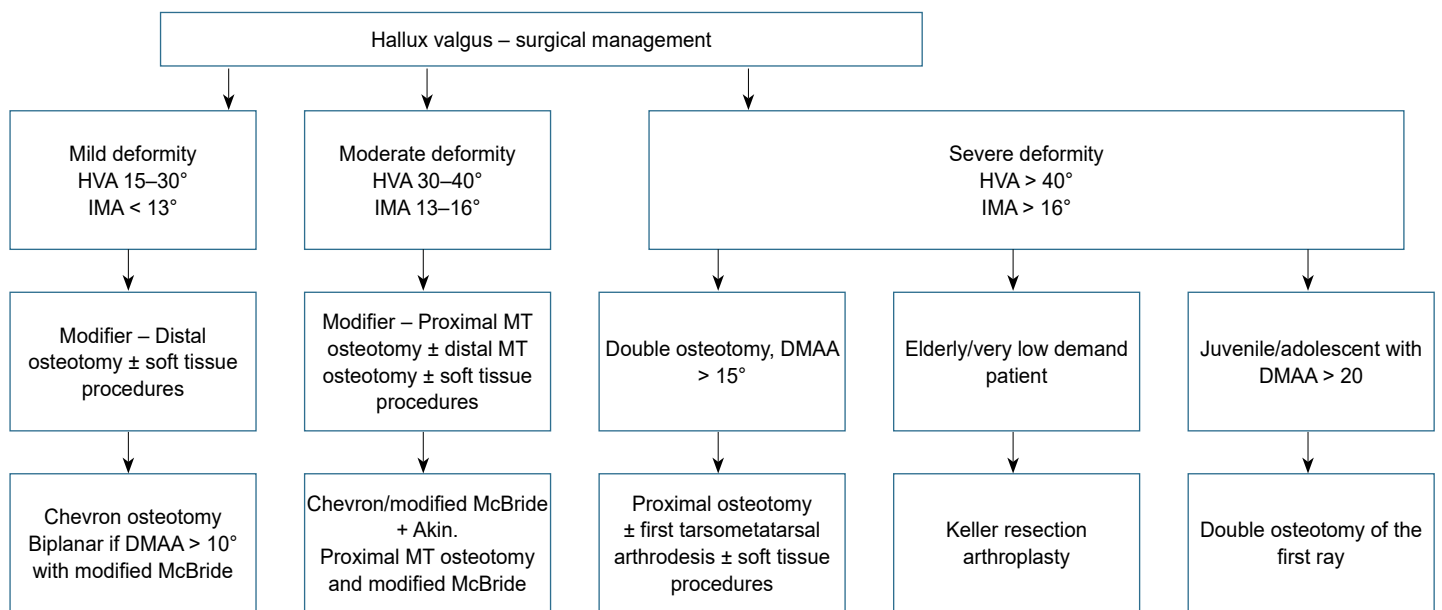 Hallux valgus – surgical management
Mild deformity
HVA 15–30°
IMA < 13°
Moderate deformity
HVA 30–40°
IMA 13–16°
Severe deformity
HVA > 40°
IMA > 16°
Modifier – Distal
osteotomy ± soft tissue
procedures
Modifier – Proximal MT
osteotomy ± distal MT
osteotomy ± soft tissue
procedures
Double osteotomy, DMAA
> 15°
Elderly/very low demand
patient
Juvenile/adolescent with
DMAA > 20
Chevron osteotomy
Biplanar if DMAA > 10°
with modified McBride
Chevron/modified McBride
+ Akin.
Proximal MT osteotomy
and modified McBride
Proximal osteotomy
± first tarsometatarsal
arthrodesis ± soft tissue
procedures
Keller resection
arthroplasty
Double osteotomy of the
first ray